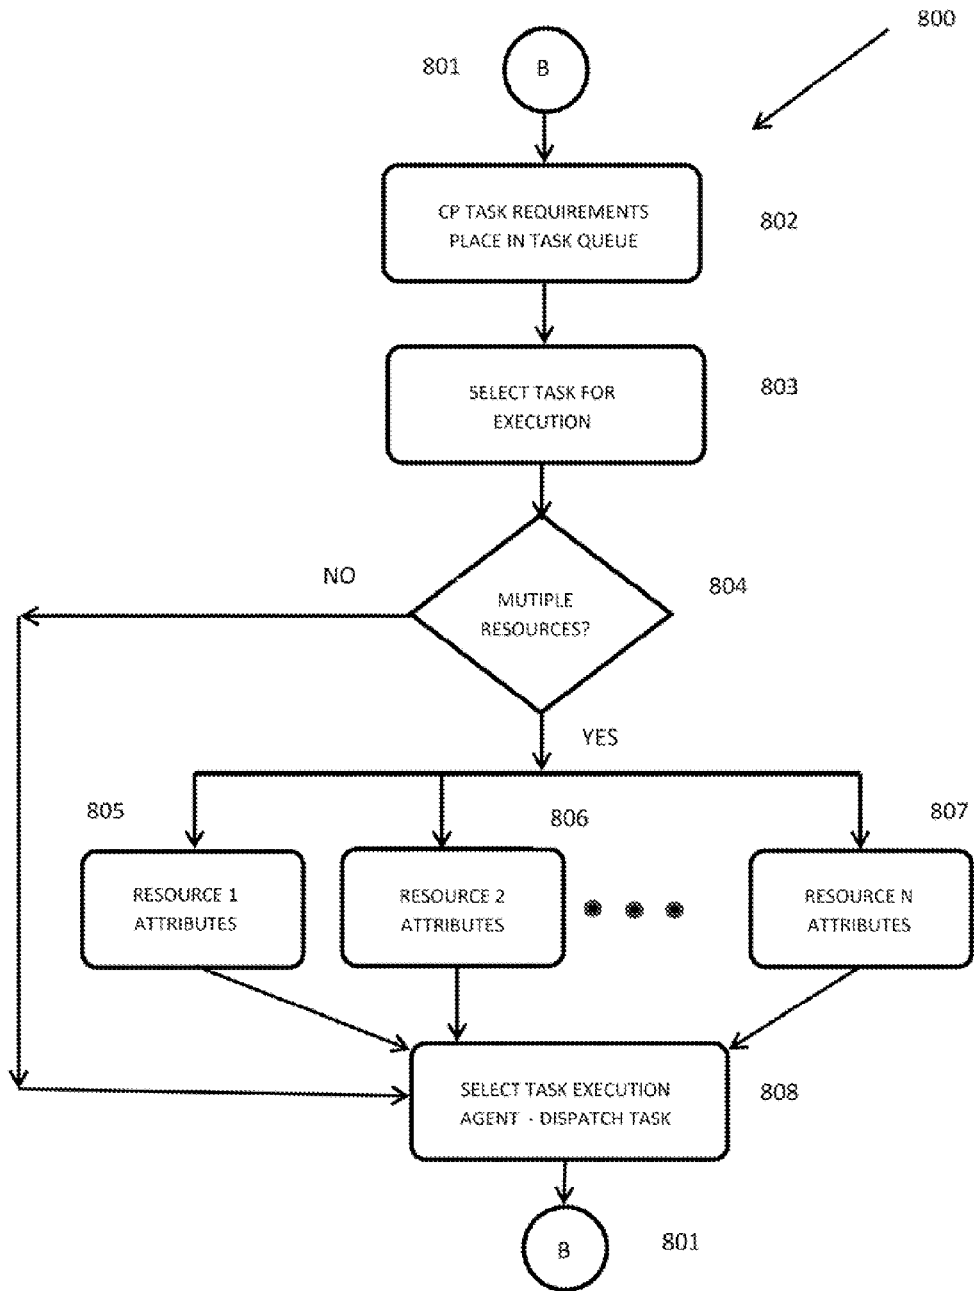 800
801
B
CP TASK REQUIREMENTS
PLACE IN TASK QUEUE
802
SELECT TASK FOR
EXECUTION
803
NO
MUTIPLE
RESOURCES?
804
YES
805
806
807
RESOURCE 1
ATTRIBUTES
RESOURCE 2
ATTRIBUTES
RESOURCE N
ATTRIBUTES
SELECT TASK EXECUTION
AGENT - DISPATCH TASK
808
B
801